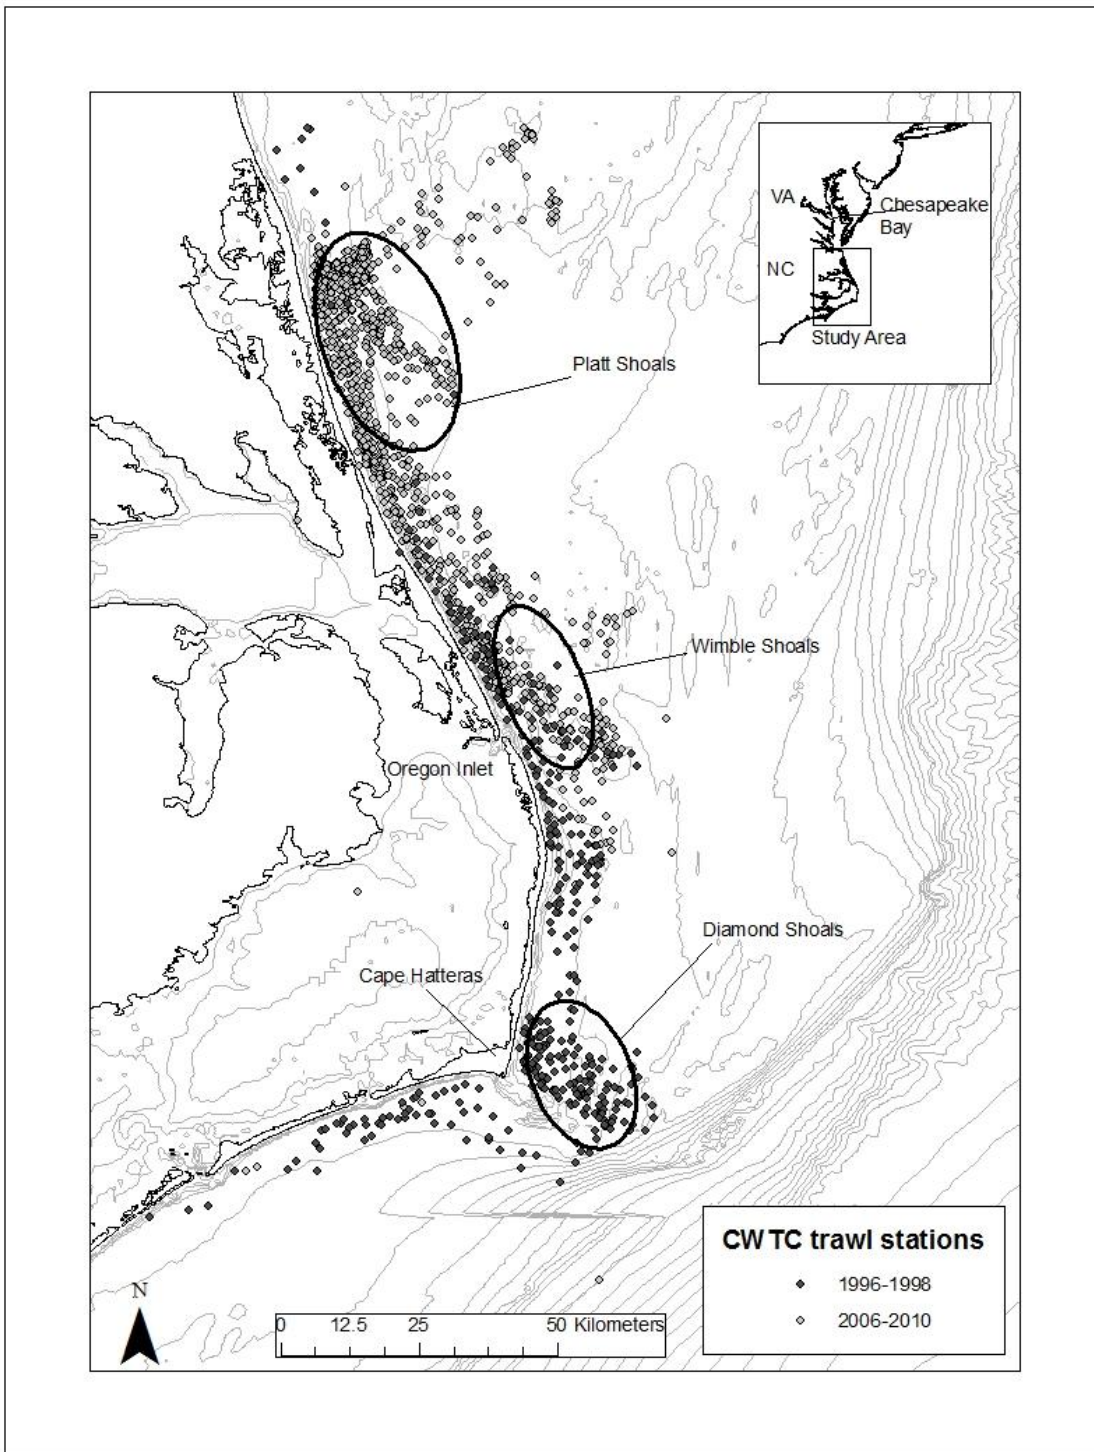 VA
Chesapeake
Bay
NC
Study Area
Platt Shoals
Wimble Shoals
Oregon Inlet
Diamond Shoals
Cape Hatteras
CWTC trawl stations
1996-1998
2006-2010
N
0 12.5 25 50 Kilometers